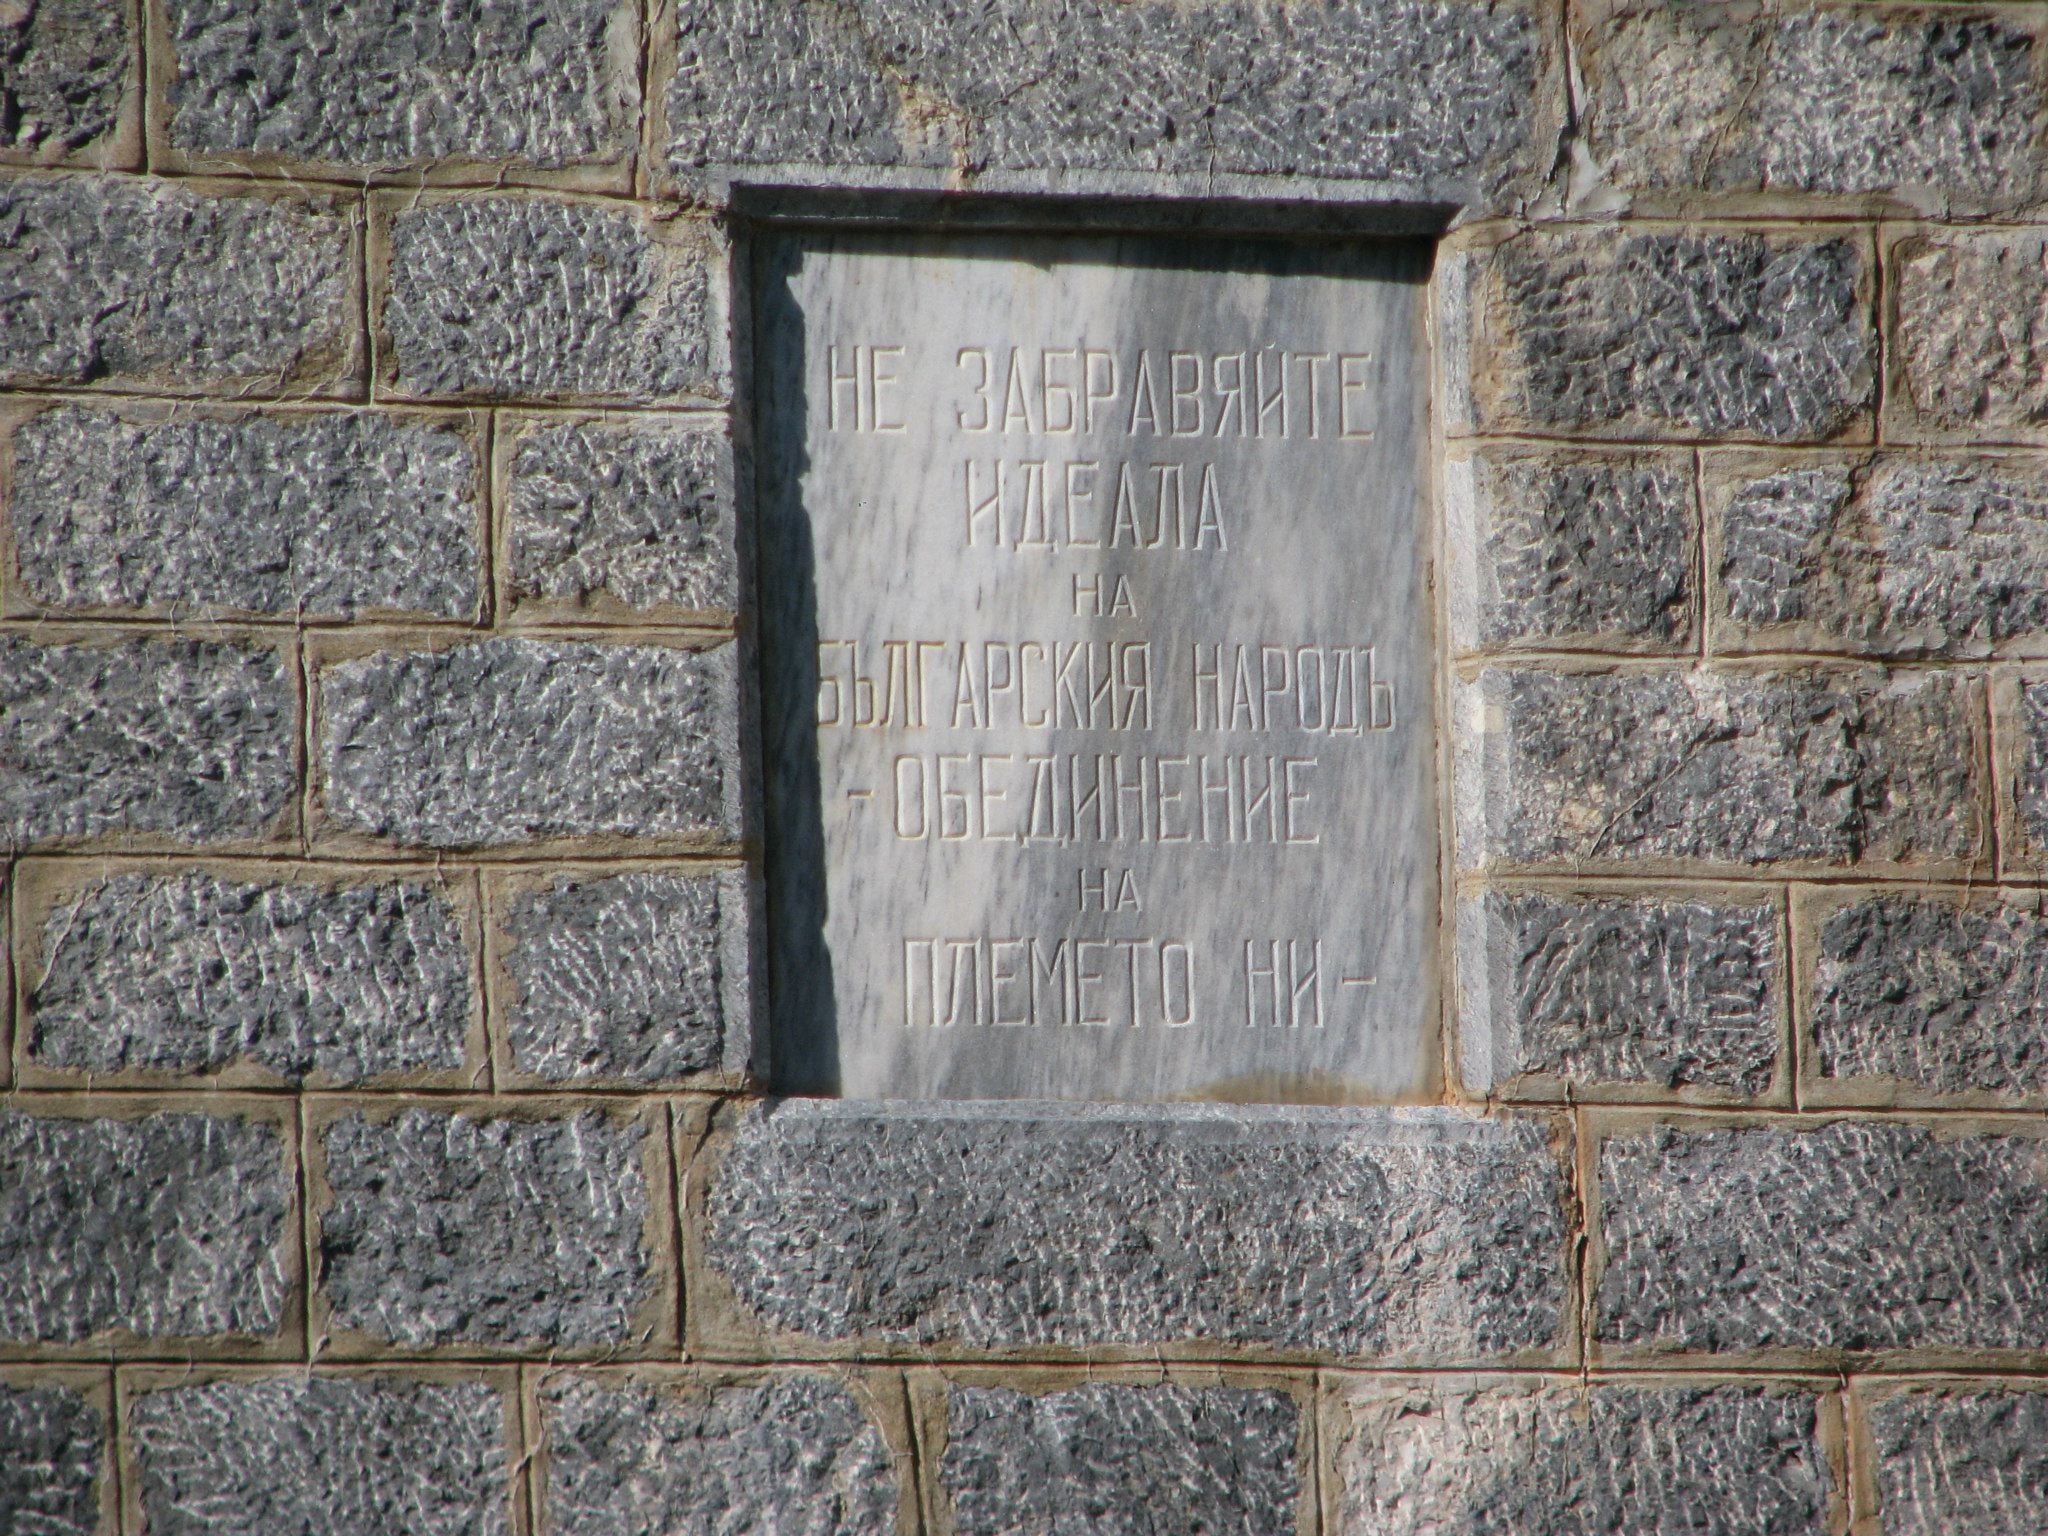 НЕ ЗАБРАВЯЙТЕ
ИДЕАЛА
НА
БЪЛГАРСКИЯ НАРОДЪ
- ОБЕДИНЕНИЕ
НА
ПЛЕМЕТО НИ -